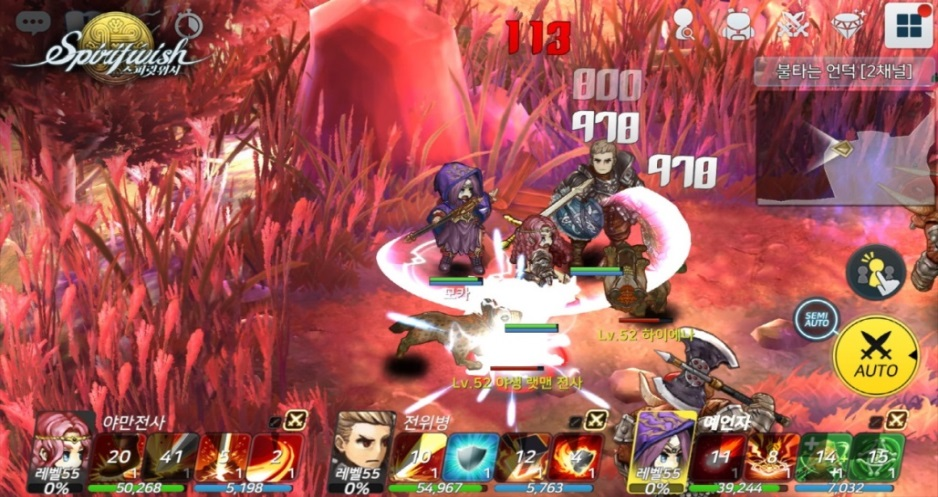 Spiritwish
스피릿위시
113
800
978
978
불타는 언덕 [2채널]
모카
SEMI
AUTO
AUTO
Lv.52 하이에나
Lv.52 야생 랫맨 전사
야만전사
20 41 5 2
1 1 1 1
레벨55
0%
50,268 5,198
전위병
10 12 4
1 1 1 1
레벨55
0%
54,967 5,763
예언자
11 8 14 15
1 1 +1 1
레벨55
0%
39,244 7,032